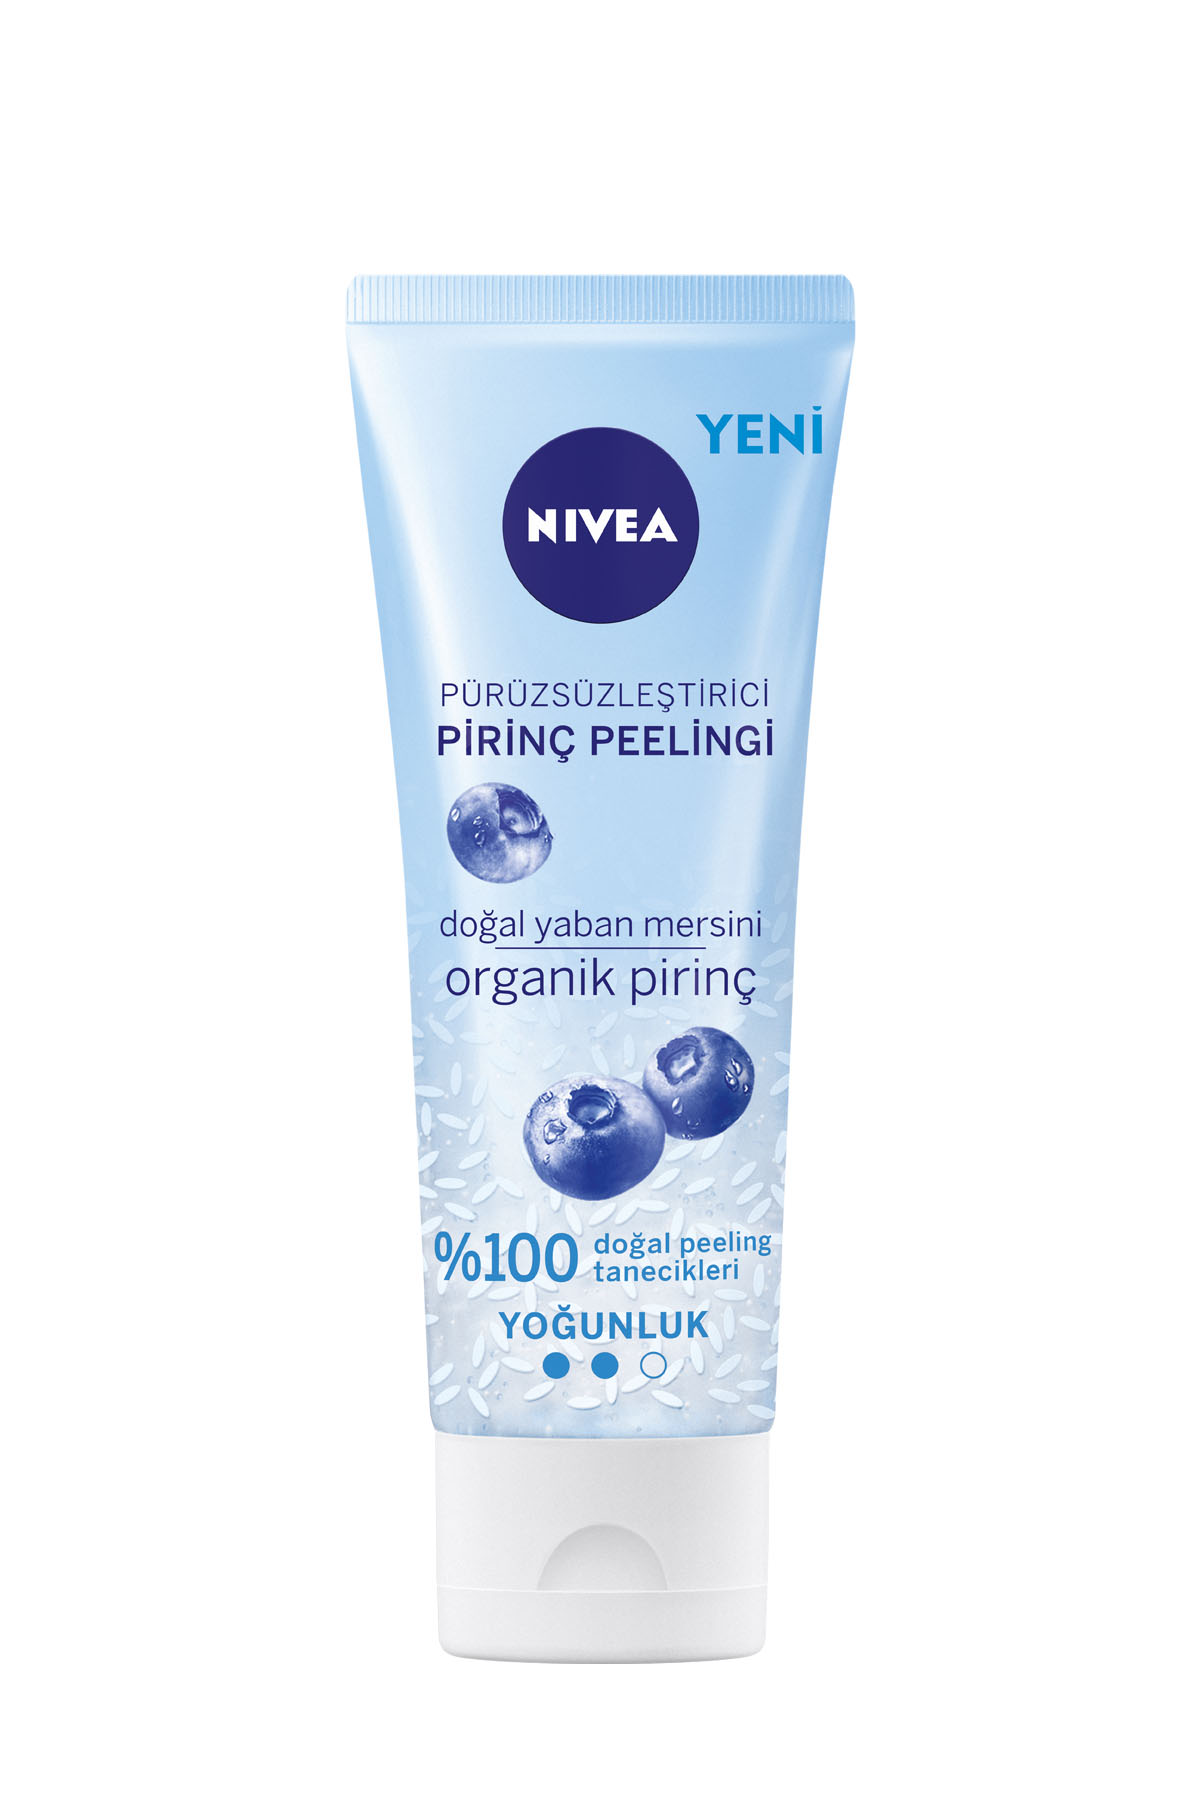 YENİ
NIVEA
PÜRÜZSÜZLEŞTİRİCİ
PİRİNÇ PEELİNGİ
doğal yaban mersini
organik pirinç
%100 doğal peeling
tanecikleri
YOĞUNLUK